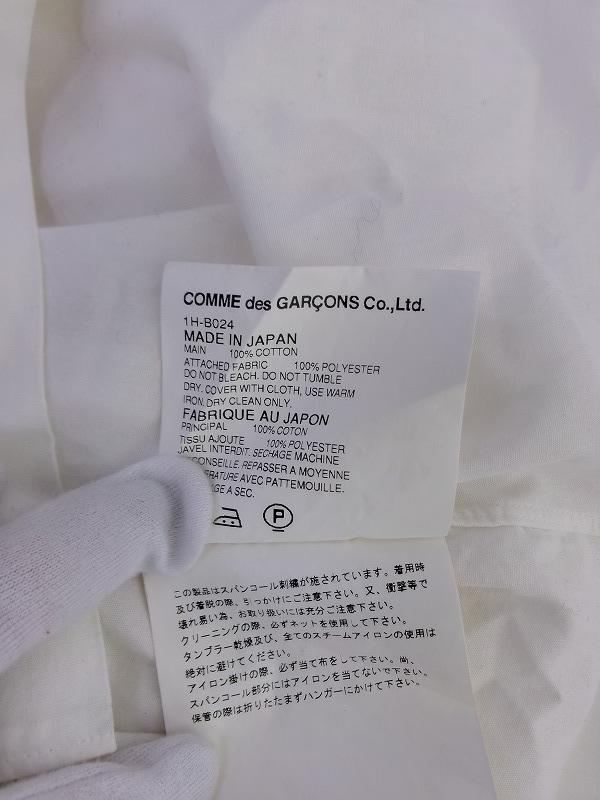 COMME des GARÇONS Co.,Ltd.
1H-B024
MADE IN JAPAN
MAIN 100% COTTON
ATTACHED FABRIC 100% POLYESTER
DO NOT BLEACH. DO NOT TUMBLE
DRY. COVER WITH CLOTH, USE WARM
IRON. DRY CLEAN ONLY.
FABRIQUE AU JAPON
PRINCIPAL 100% COTON
TISSU AJOUTE 100% POLYESTER
JAVEL INTERDIT. SECHAGE MACHINE
CONSEILLE. REPASSER A MOYENNE
AVEC PATTEMOUILLE.
A SEC.
P
この製品はスパンコール刺繍が施されています。着用時
及び着脱の際、引っかけにご注意下さい。又、衝撃等で
壊れ易い為、お取り扱いには充分ご注意下さい。
クリーニングの際、必ずネットを使用して下さい。
タンブラー乾燥及び、全てのスチームアイロンの使用は
絶対に避けてください。
アイロン掛けの際、必ず当て布をして下さい。尚、
スパンコール部分にはアイロンを当てないで下さい。
保管の際は折りたたまずハンガーにかけて下さい。